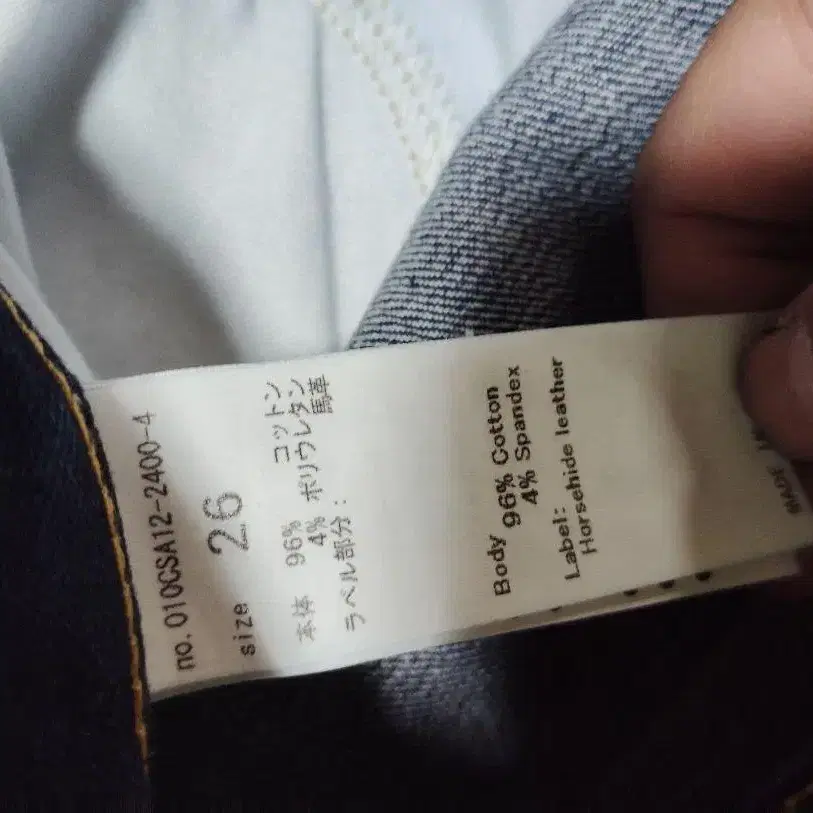 no. 010CSA12-2400-4
size 26
本体 96% コットン
4% ポリウレタン
ラベル部分: 馬革
Body 96% Cotton
4% Spandex
Label:
Horsehide leather
MADE